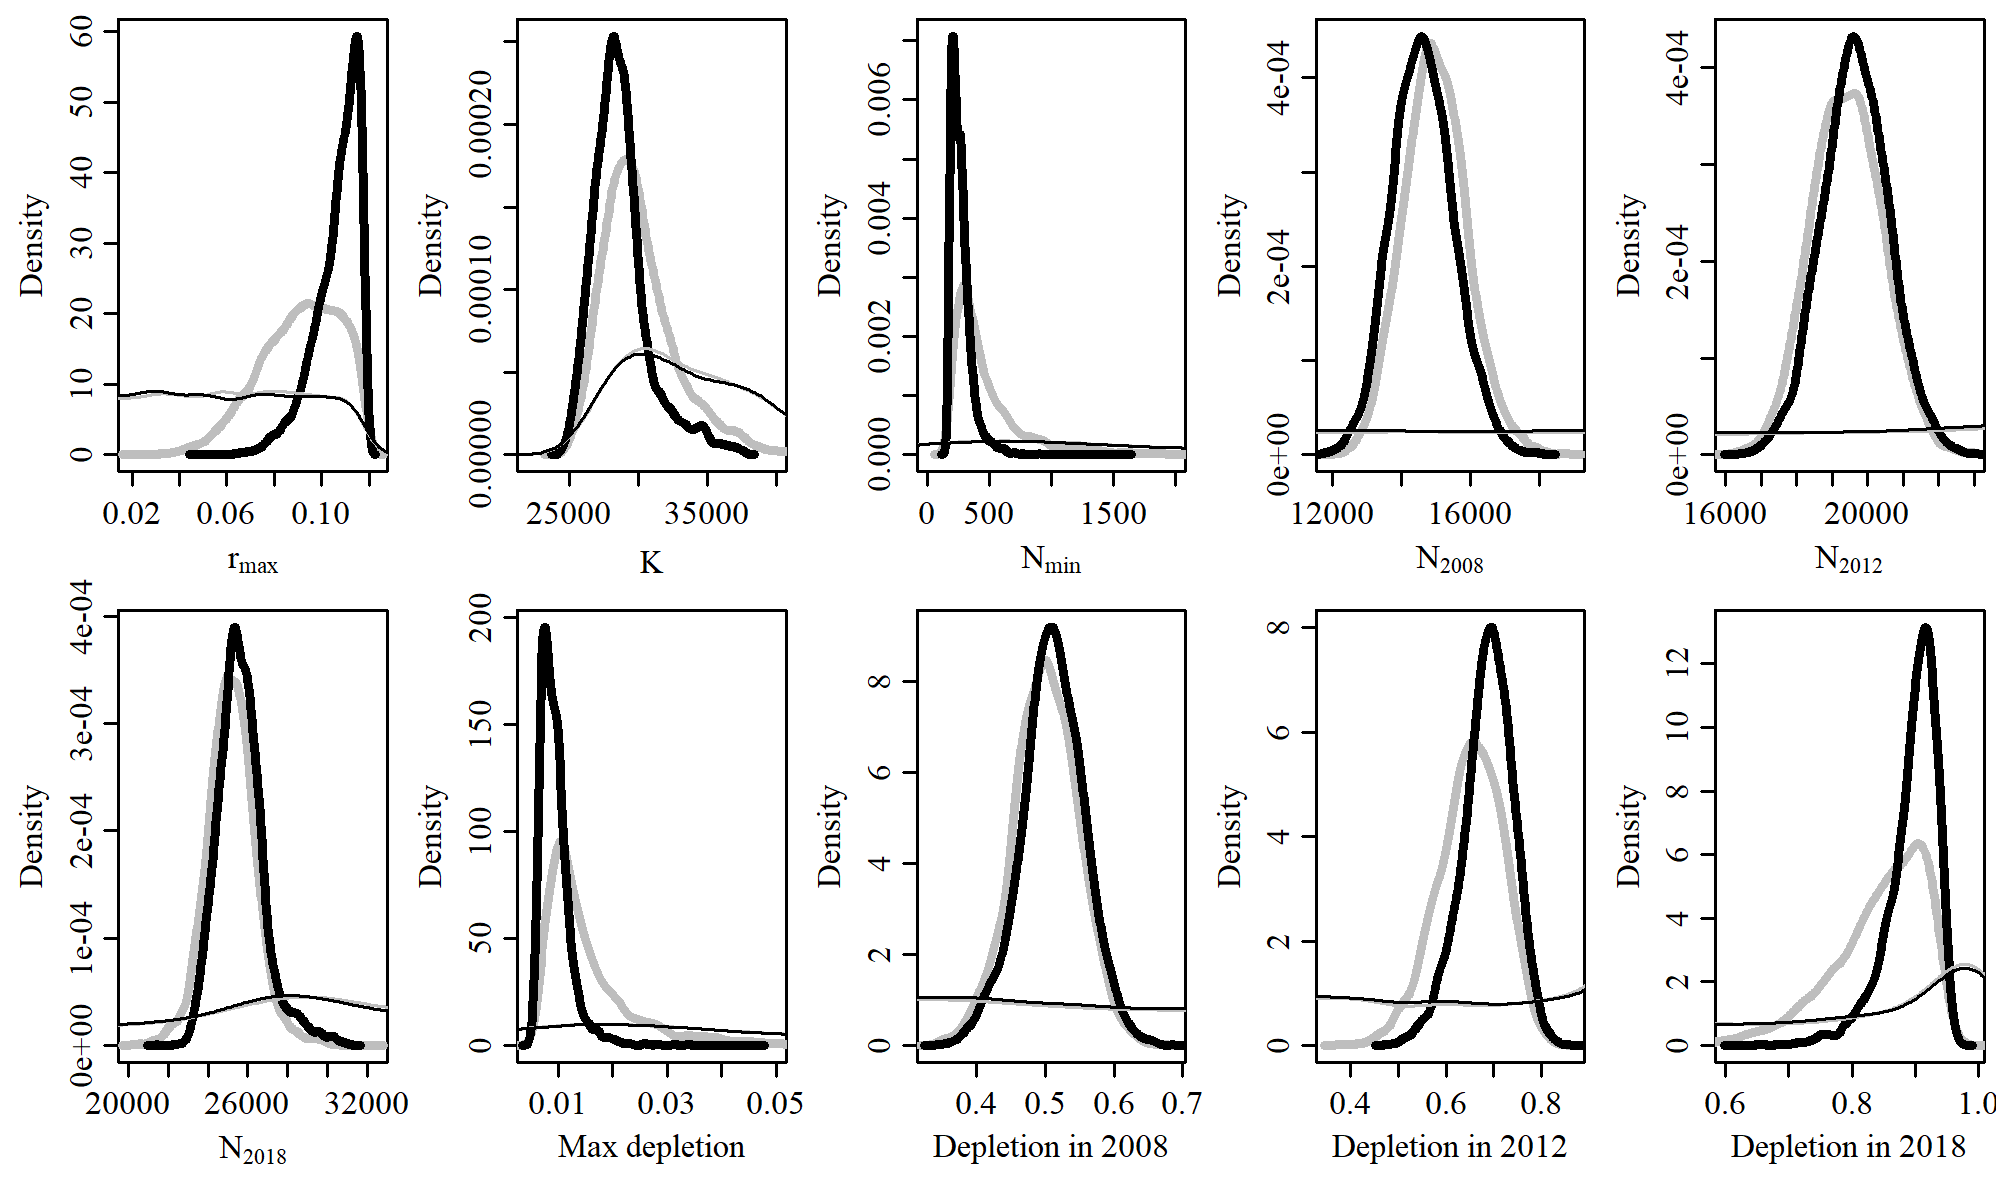 Density
0 10 20 30 40 50 60
0.02 0.06 0.10
rmax
Density
0.00000 0.00010 0.00020
25000 35000
K
Density
0.000 0.002 0.004 0.006
0 500 1500
Nmin
Density
0e+00 2e-04 4e-04
12000 16000
N2008
Density
0e+00 2e-04 4e-04
16000 20000
N2012
Density
0e+00 1e-04 2e-04 3e-04 4e-04
20000 26000 32000
N2018
Density
0 50 100 150 200
0.01 0.03 0.05
Max depletion
Density
0 2 4 6 8
0.4 0.5 0.6 0.7
Depletion in 2008
Density
0 2 4 6 8
0.4 0.6 0.8
Depletion in 2012
Density
0 2 4 6 8 10 12
0.6 0.8 1.0
Depletion in 2018